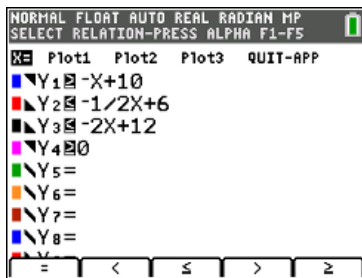 NORMAL FLOAT AUTO REAL RADIAN MP
SELECT RELATION-PRESS ALPHA F1-F5
X= Plot1 Plot2 Plot3 QUIT-APP
Y1≥-X+10
Y2≤-1/2X+6
Y3≤-2X+12
Y4≥0
Y5=
Y6=
Y7=
Y8=
= < ≤ > ≥